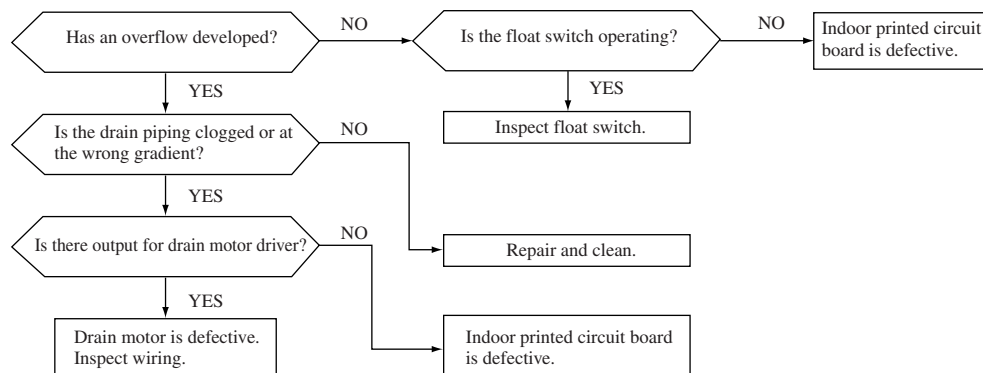 Has an overflow developed?
NO
Is the float switch operating?
NO
Indoor printed circuit
board is defective.
YES
YES
Inspect float switch.
Is the drain piping clogged or at
the wrong gradient?
NO
YES
Is there output for drain motor driver?
NO
Repair and clean.
YES
Drain motor is defective.
Inspect wiring.
Indoor printed circuit board
is defective.